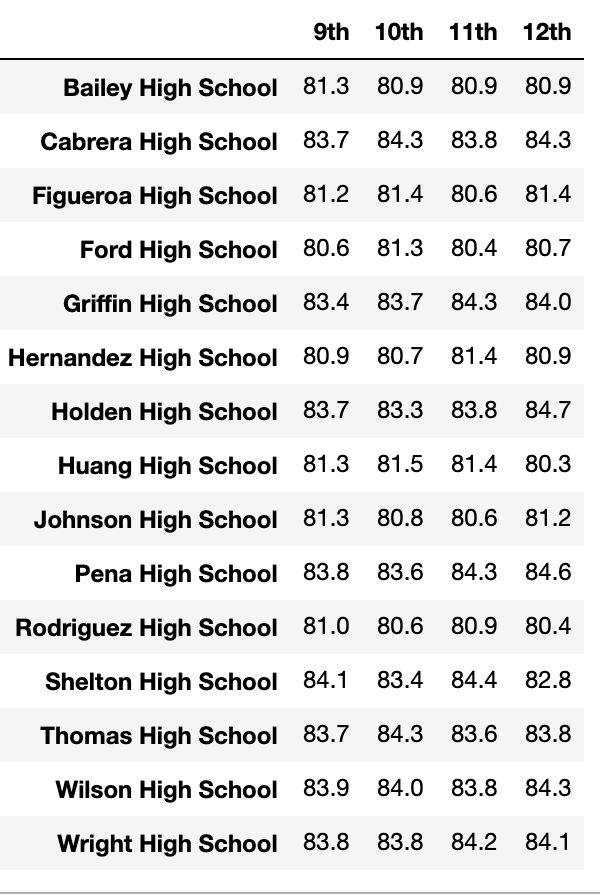 9th 10th 11th 12th
Bailey High School 81.3 80.9 80.9 80.9
Cabrera High School 83.7 84.3 83.8 84.3
Figueroa High School 81.2 81.4 80.6 81.4
Ford High School 80.6 81.3 80.4 80.7
Griffin High School 83.4 83.7 84.3 84.0
Hernandez High School 80.9 80.7 81.4 80.9
Holden High School 83.7 83.3 83.8 84.7
Huang High School 81.3 81.5 81.4 80.3
Johnson High School 81.3 80.8 80.6 81.2
Pena High School 83.8 83.6 84.3 84.6
Rodriguez High School 81.0 80.6 80.9 80.4
Shelton High School 84.1 83.4 84.4 82.8
Thomas High School 83.7 84.3 83.6 83.8
Wilson High School 83.9 84.0 83.8 84.3
Wright High School 83.8 83.8 84.2 84.1